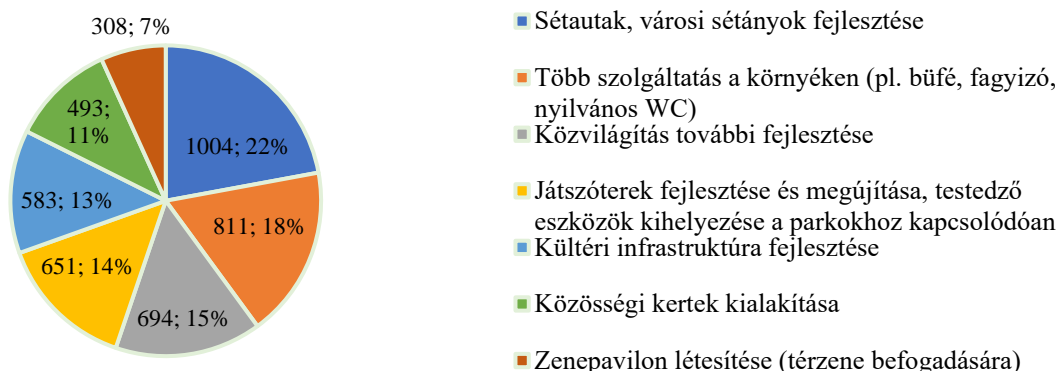 308; 7%
493;
11%
1004; 22%
583; 13%
811; 18%
651; 14%
694; 15%
Sétautak, városi sétányok fejlesztése
Több szolgáltatás a környéken (pl. büfé, fagyizó,
nyilvános WC)
Közvilágítás további fejlesztése
Játszóterek fejlesztése és megújítása, testedző
eszközök kihelyezése a parkokhoz kapcsolódóan
Kültéri infrastruktúra fejlesztése
Közösségi kertek kialakítása
Zenepavilon létesítése (térzene befogadására)